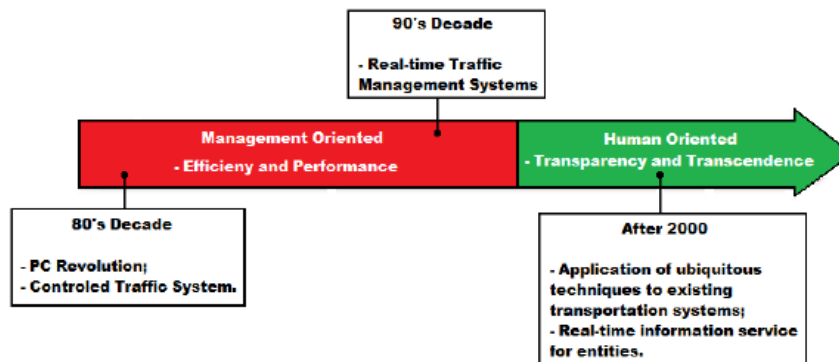 90's Decade
- Real-time Traffic
Management Systems
Management Oriented
- Efficieny and Performance
Human Oriented
- Transparency and Transcendence
80's Decade
- PC Revolution;
- Controled Traffic System.
After 2000
- Application of ubiquitous
techniques to existing
transportation systems;
- Real-time information service
for entities.